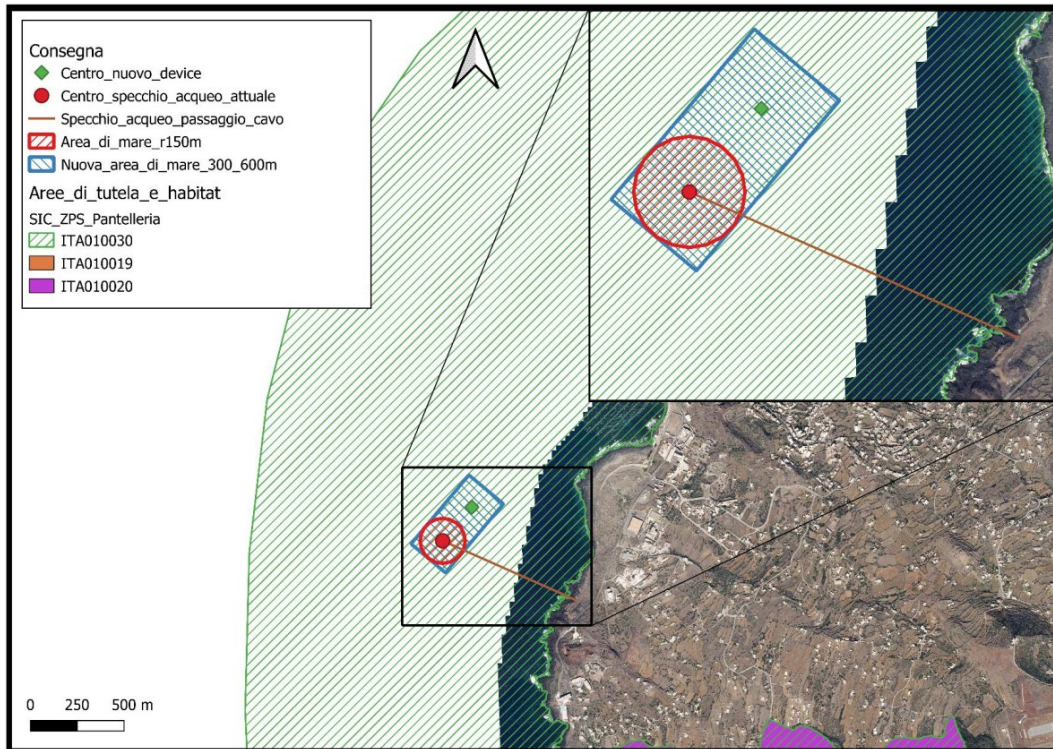 Consegna
Centro_nuovo_device
Centro_specchio_acqueo_attuale
Specchio_acqueo_passaggio_cavo
Area_di_mare_r150m
Nuova_area_di_mare_300_600m
Aree_di_tutela_e_habitat
SIC_ZPS_Pantelleria
ITA010030
ITA010019
ITA010020
0 250 500 m